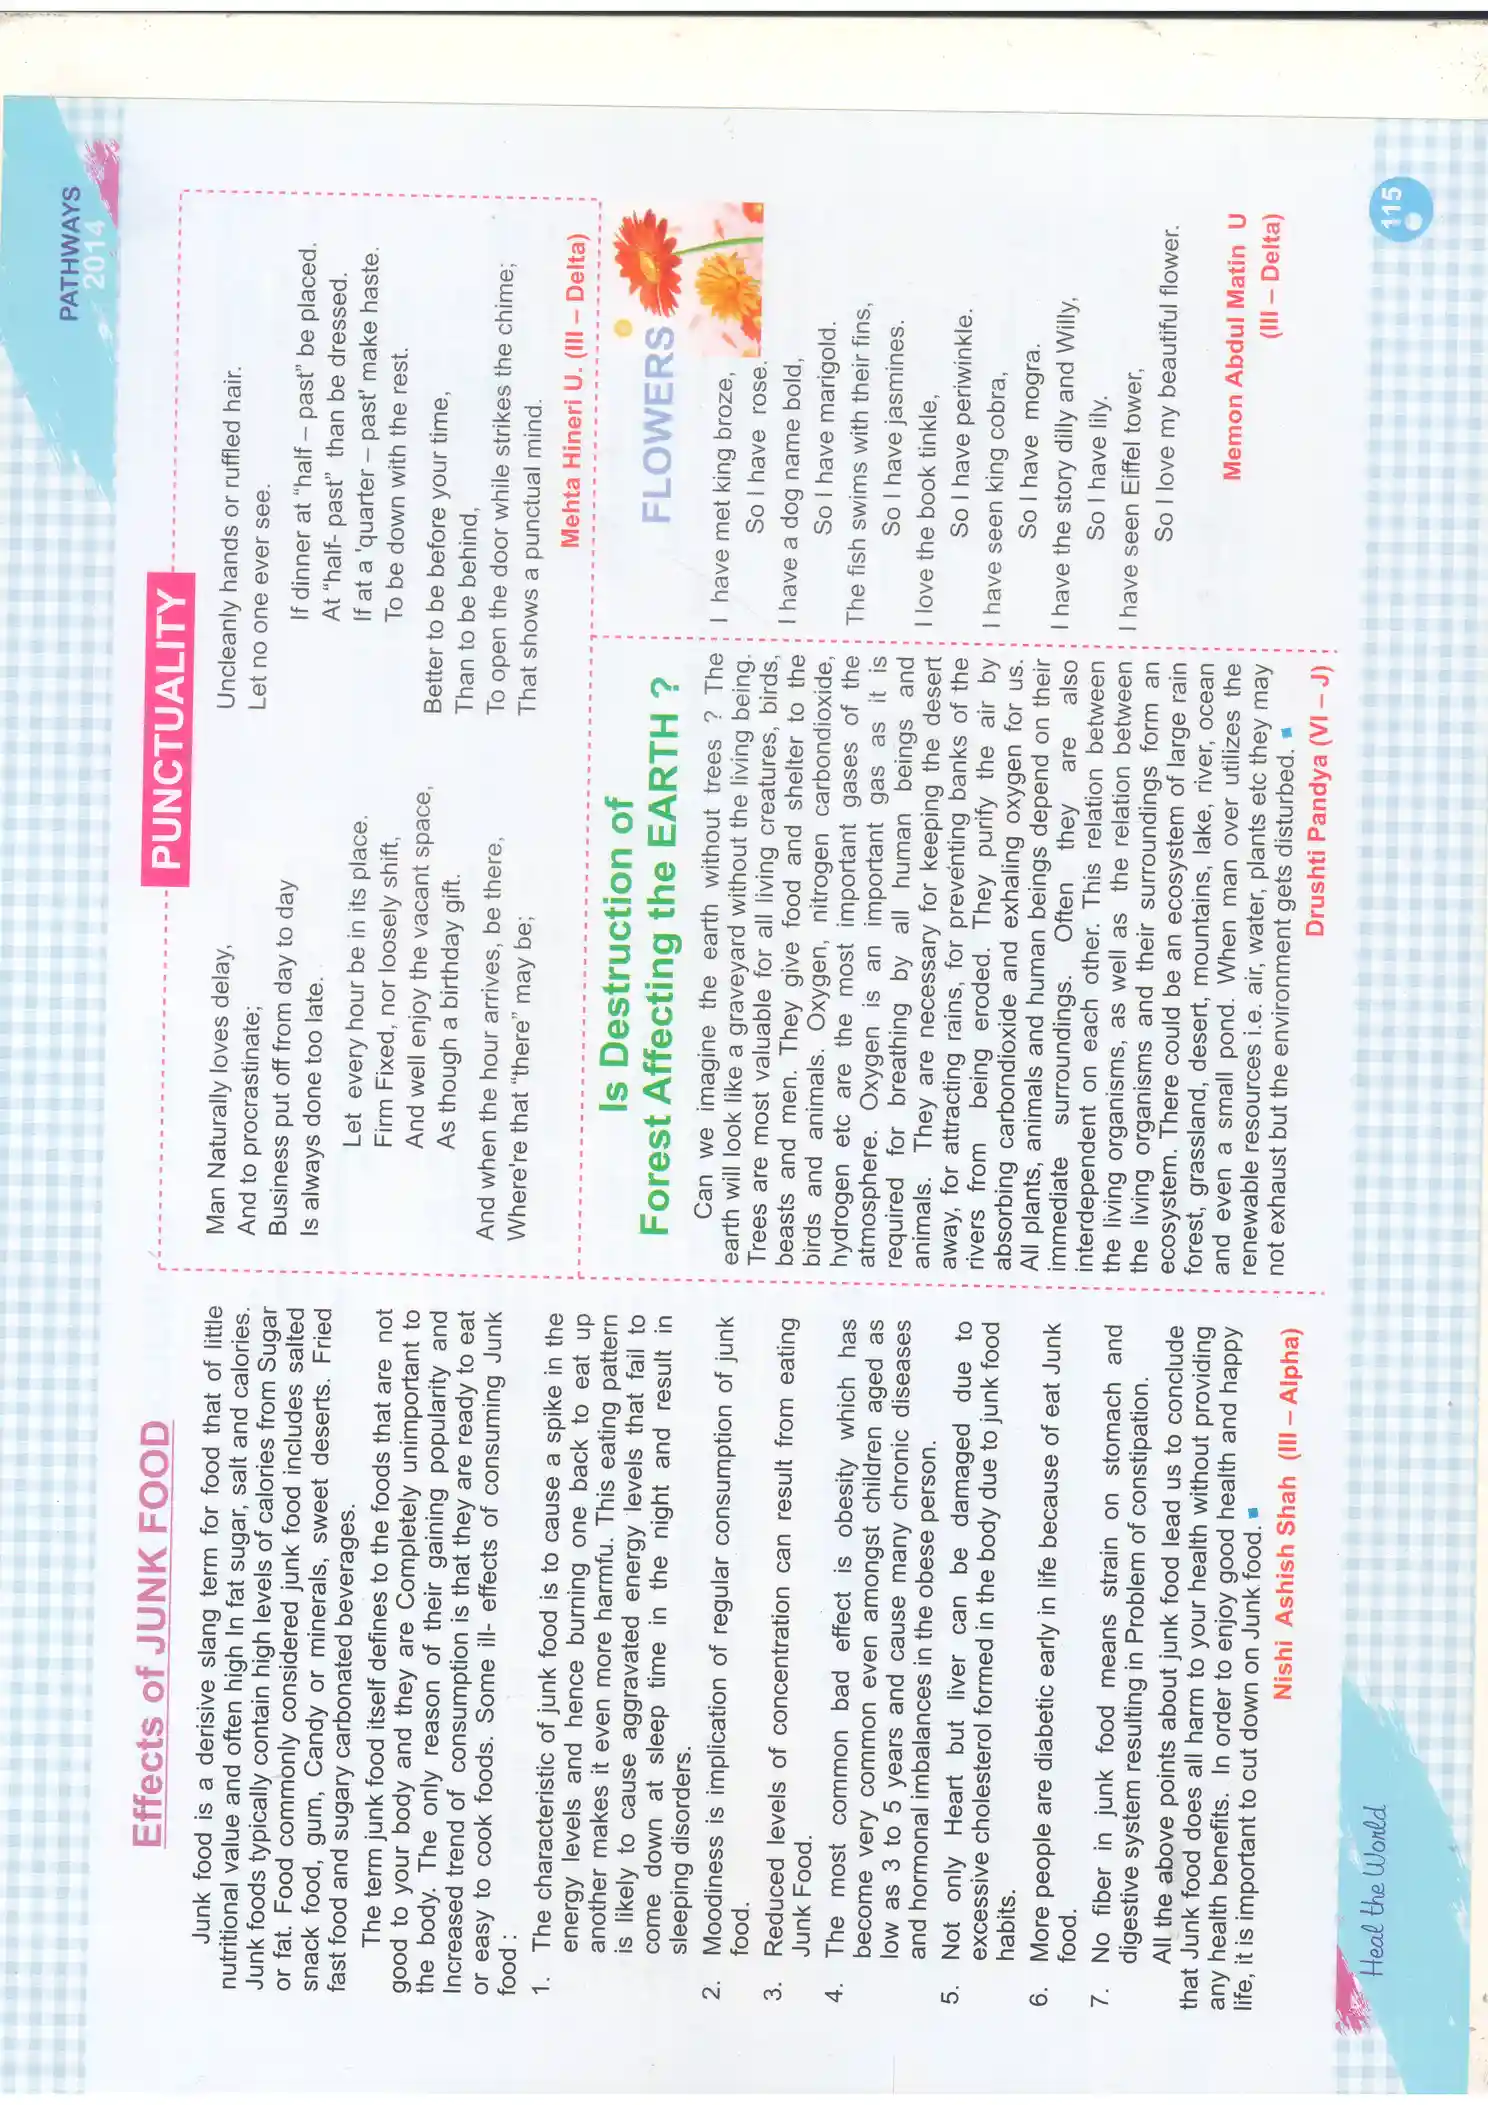 PATHWAYS
2014
Effects of JUNK FOOD
Junk food is a derisive slang term for food that of little
nutritional value and often high In fat sugar, salt and calories.
Junk foods typically contain high levels of calories from Sugar
or fat. Food commonly considered junk food includes salted
snack food, gum, Candy or minerals, sweet deserts. Fried
fast food and sugary carbonated beverages.
The term junk food itself defines to the foods that are not
good to your body and they are Completely unimportant to
the body. The only reason of their gaining popularity and
Increased trend of consumption is that they are ready to eat
or easy to cook foods. Some ill- effects of consuming Junk
food :
1. The characteristic of junk food is to cause a spike in the
energy levels and hence burning one back to eat up
another makes it even more harmfu. This eating pattern
is likely to cause aggravated energy levels that fail to
come down at sleep time in the night and result in
sleeping disorders.
2. Moodiness is implication of regular consumption of junk
food.
3. Reduced levels of concentration can result from eating
Junk Food.
4. The most common bad effect is obesity which has
become very common even amongst children aged as
low as 3 to 5 years and cause many chronic diseases
and hormonal imbalances in the obese person.
5. Not only Heart but liver can be damaged due to
excessive cholesterol formed in the body due to junk food
habits.
6. More people are diabetic early in life because of eat Junk
food.
7. No fiber in junk food means strain on stomach and
digestive system resulting in Problem of constipation.
All the above points about junk food lead us to conclude
that Junk food does all harm to your health without providing
any health benefits. In order to enjoy good health and happy
life, it is important to cut down on Junk food.
Nishi Ashish Shah (III – Alpha)
PUNCTUALITY
Man Naturally loves delay,
And to procrastinate;
Business put off from day to day
Is always done too late.
Let every hour be in its place.
Firm Fixed, nor loosely shift,
And well enjoy the vacant space,
As though a birthday gift.
And when the hour arrives, be there,
Where're that “there” may be;
Uncleanly hands or ruffled hair.
Let no one ever see.
If dinner at “half – past” be placed.
At “half- past” than be dressed.
If at a 'quarter – past' make haste.
To be down with the rest.
Better to be before your time,
Than to be behind,
To open the door while strikes the chime;
That shows a punctual mind.
Mehta Hineri U. (III – Delta)
Is Destruction of
Forest Affecting the EARTH ?
Can we imagine the earth without trees ? The
earth will look like a graveyard without the living being.
Trees are most valuable for all living creatures, birds,
beasts and men. They give food and shelter to the
birds and animals. Oxygen, nitrogen carbondioxide,
hydrogen etc are the most important gases of the
atmosphere. Oxygen is an important gas as it is
required for breathing by all human beings and
animals. They are necessary for keeping the desert
away, for attracting rains, for preventing banks of the
rivers from being eroded. They purify the air by
absorbing carbondioxide and exhaling oxygen for us.
All plants, animals and human beings depend on their
immediate surroundings. Often they are also
interdependent on each other. This relation between
the living organisms, as well as the relation between
the living organisms and their surroundings form an
ecosystem. There could be an ecosystem of large rain
forest, grassland, desert, mountains, lake, river, ocean
and even a small pond. When man over utilizes the
renewable resources i.e. air, water, plants etc they may
not exhaust but the environment gets disturbed.
Drushti Pandya (VI – J)
FLOWERS
I have met king broze,
So I have rose.
I have a dog name bold,
So I have marigold.
The fish swims with their fins,
So I have jasmines.
I love the book tinkle,
So I have periwinkle.
I have seen king cobra,
So I have mogra.
I have the story dilly and Willy,
So I have lilly.
I have seen Eiffel tower,
So I love my beautiful flower.
Memon Abdul Matin U
(III – Delta)
Heal the World
115